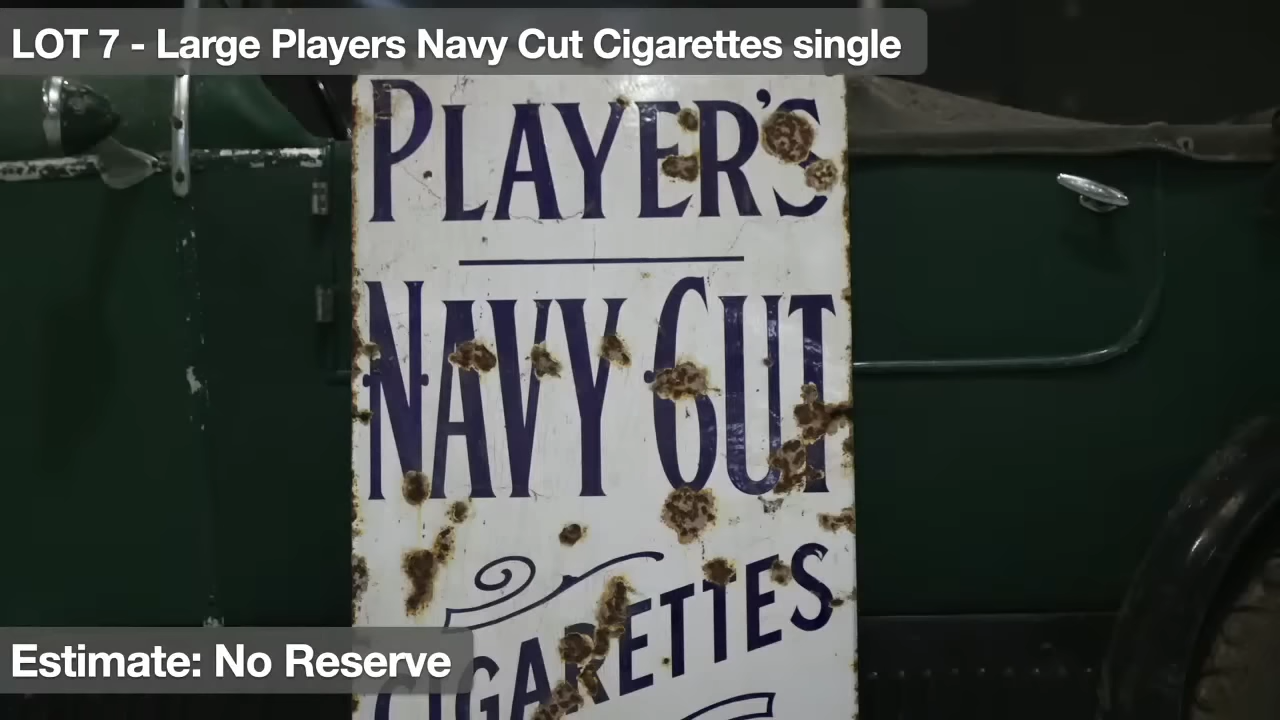 LOT 7 - Large Players Navy Cut Cigarettes single
PLAYER'S
NAVY CUT
CIGARETTES
Estimate: No Reserve